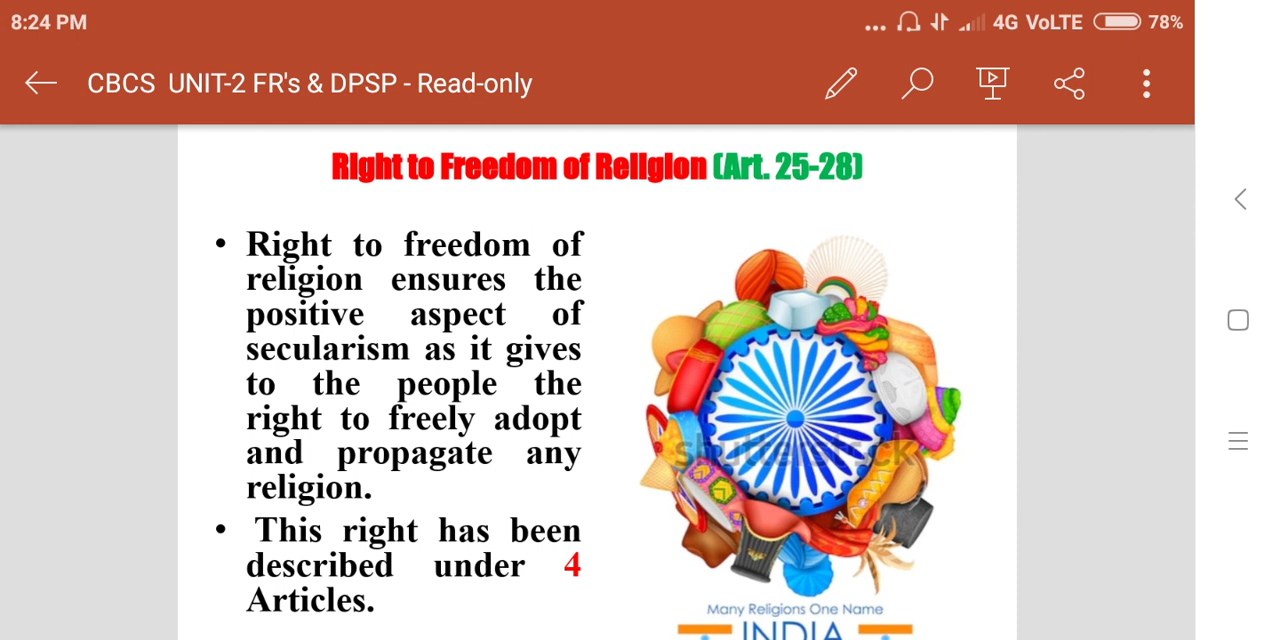 8:24 PM
4G VoLTE 78%
CBCS UNIT-2 FR's & DPSP - Read-only
Right to Freedom of Religion (Art. 25-28)
• Right to freedom of
religion ensures the
positive aspect of
secularism as it gives
to the people the
right to freely adopt
and propagate any
religion.
• This right has been
described under 4
Articles.
shutterst ck
Many Religions One Name
INDIA